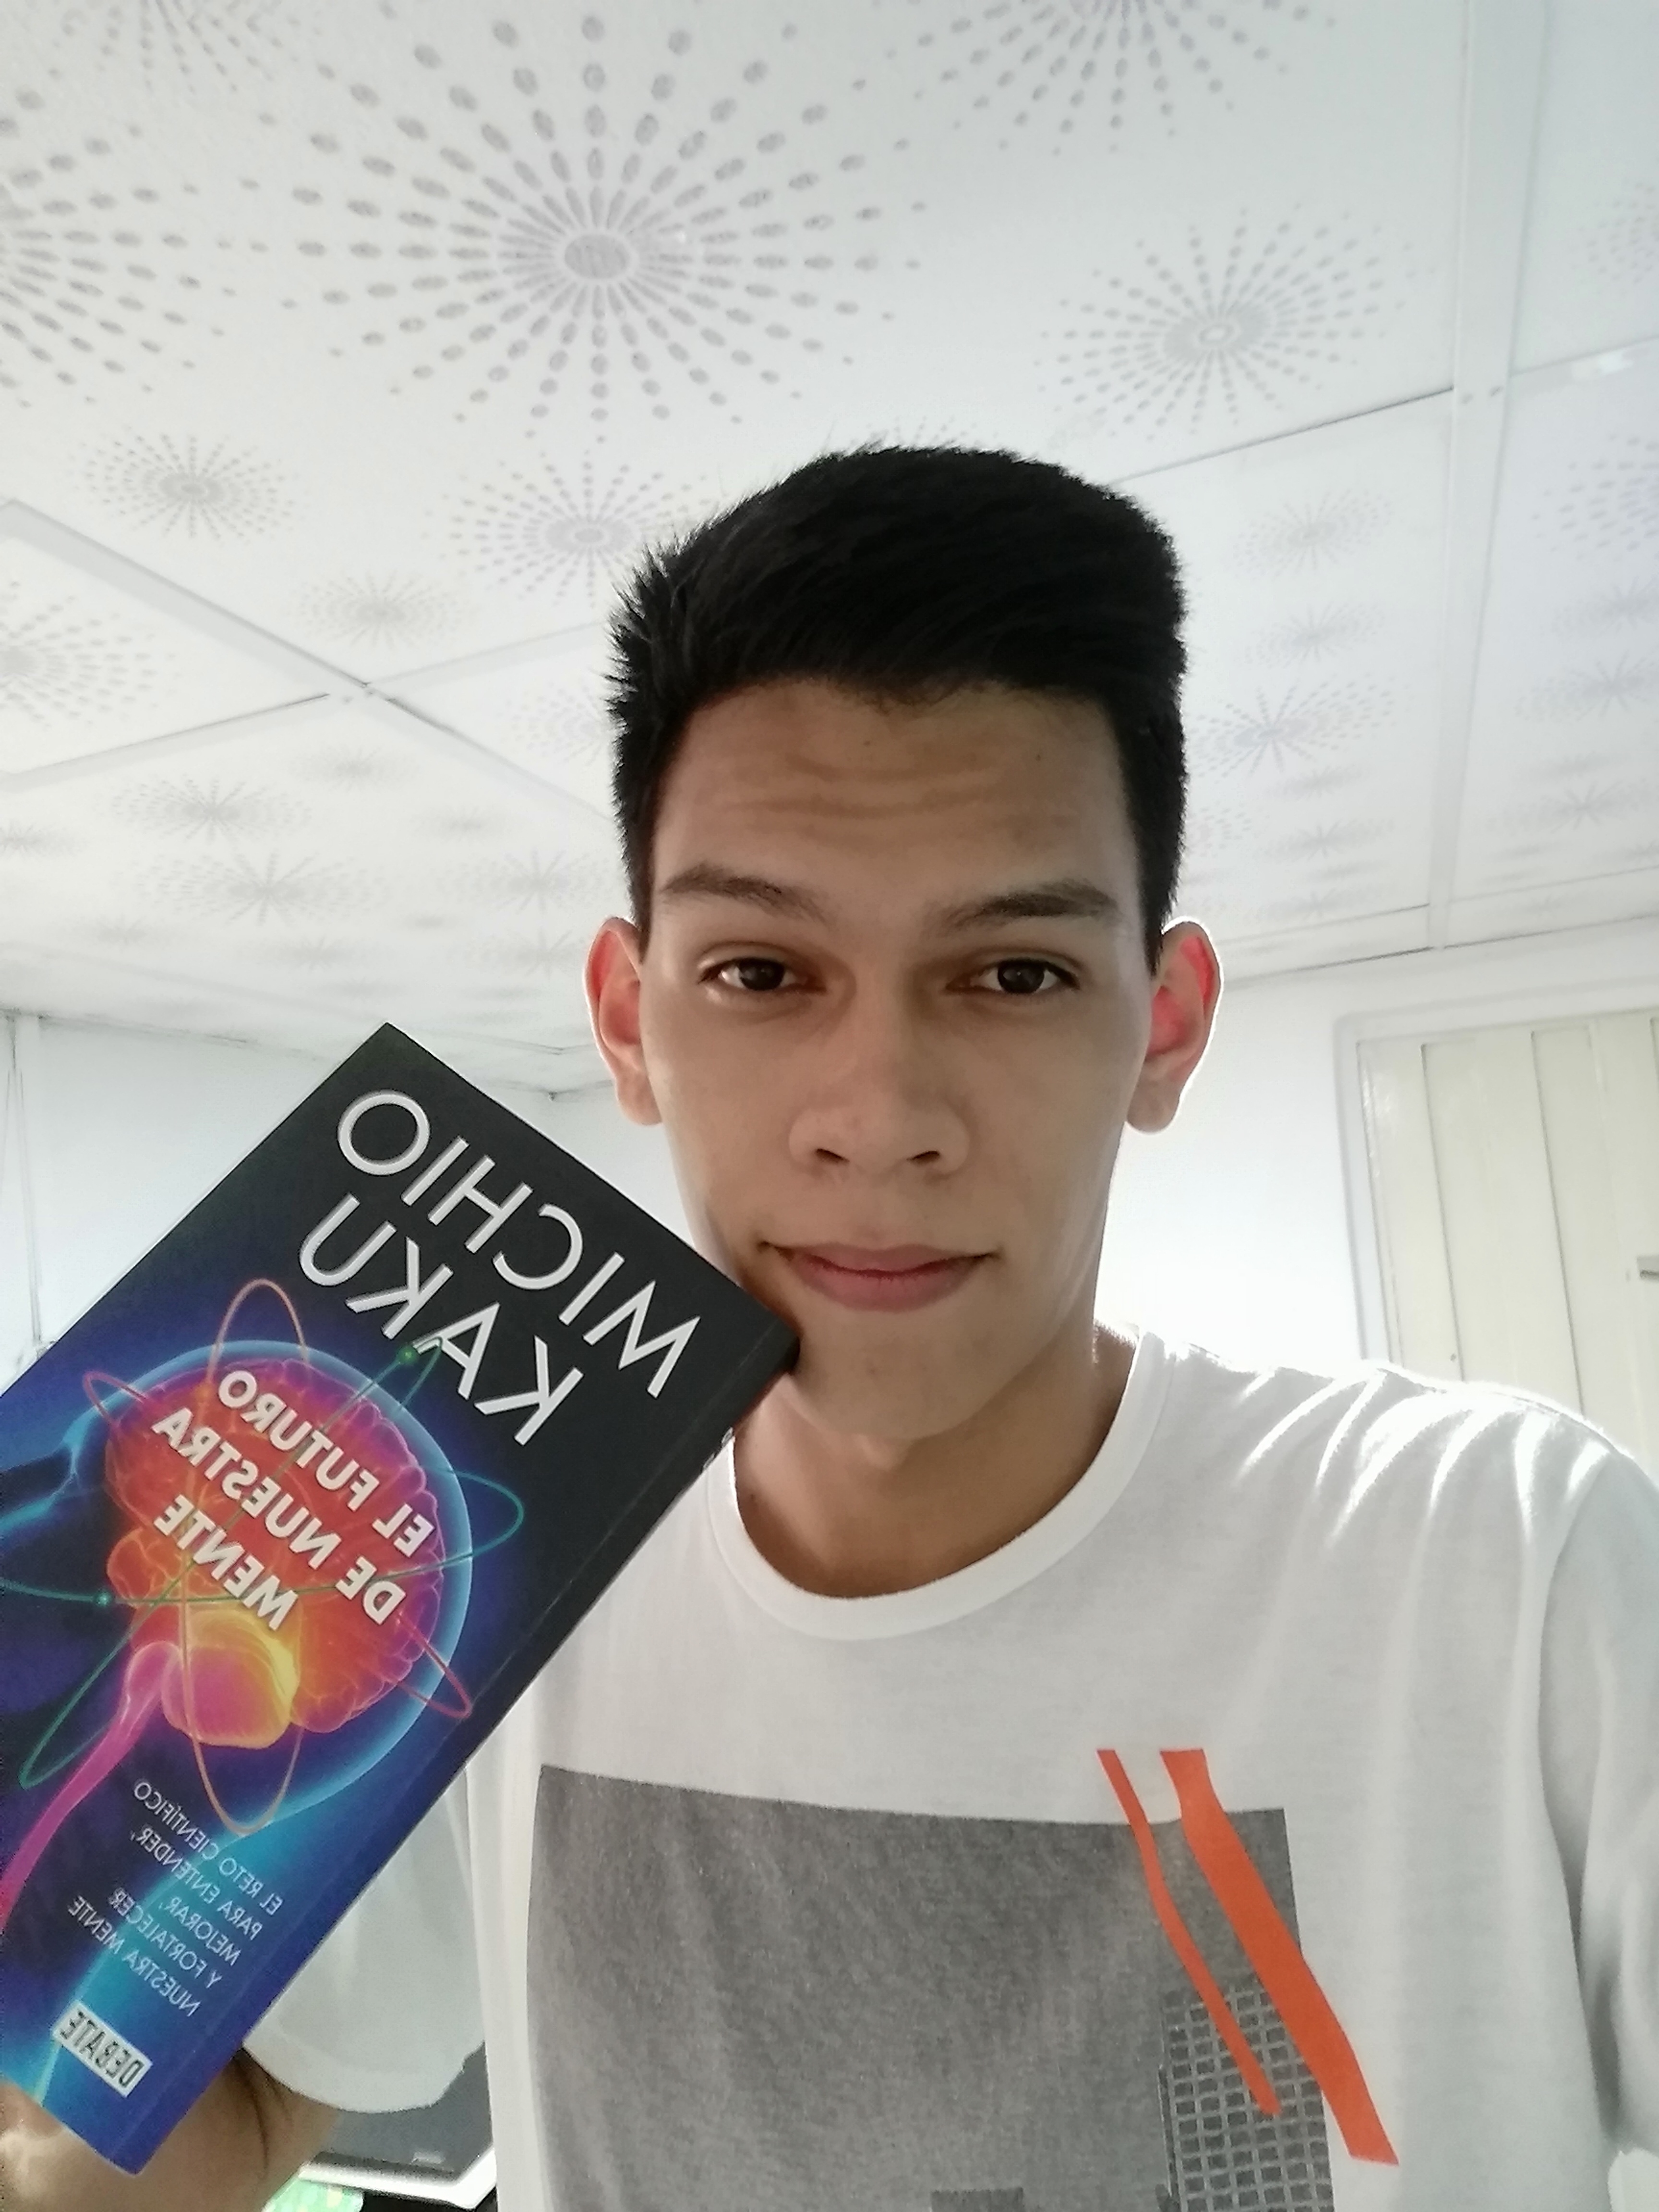 MICHIO
KAKU
EL FUTURO
DE NUESTRA
MENTE
EL RETO CIENTÍFICO
PARA ENTENDER,
MEJORAR,
Y FORTALECER
NUESTRA MENTE
DEBATE